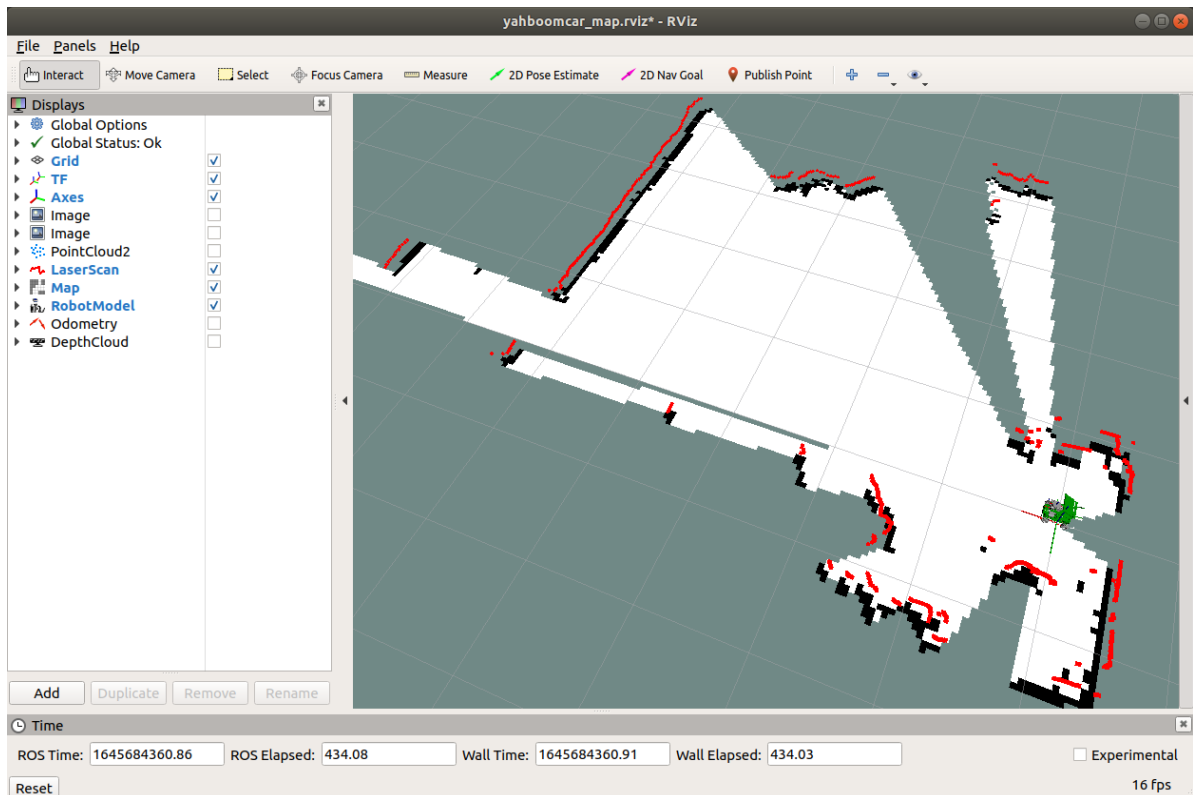 yahboomcar_map.rviz* - RViz
File Panels Help
Interact Move Camera Select Focus Camera Measure 2D Pose Estimate 2D Nav Goal Publish Point
Displays
Global Options
Global Status: Ok
Grid
TF
Axes
Image
Image
PointCloud2
LaserScan
Map
RobotModel
Odometry
DepthCloud
Add Duplicate Remove Rename
Time
ROS Time: 1645684360.86 ROS Elapsed: 434.08 Wall Time: 1645684360.91 Wall Elapsed: 434.03 Experimental
Reset 16 fps